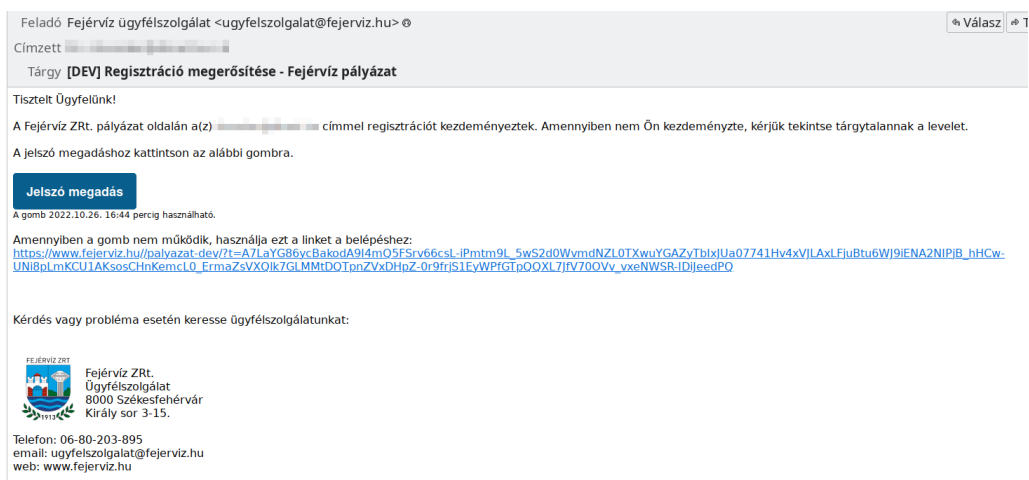 Feladó Fejérvíz ügyfélszolgálat <ugyfelszolgalat@fejerviz.hu>
Válasz
T
Címzett
Tárgy [DEV] Regisztráció megerősítése - Fejérvíz pályázat
Tisztelt Ügyfelünk!
A Fejérvíz ZRt. pályázat oldalán a(z) címmel regisztrációt kezdeményeztek. Amennyiben nem Ön kezdeményzte, kérjük tekintse tárgytalannak a levelet.
A jelszó megadáshoz kattintson az alábbi gombra.
Jelszó megadás
A gomb 2022.10.26. 16:44 percig használható.
Amennyiben a gomb nem működik, használja ezt a linket a belépéshez:
https://www.fejerviz.hu//palyazat-dev/?t=A7LaYG86ycBakodA9I4mQ5FSrv66csL-iPmtm9L_5wS2d0WvmdNZL0TXwuYGAZyTbIxJUa07741Hv4xVJLAxLFjuBtu6WJ9iENA2NIPjB_hHCw-
UNi8pLmKCU1AKsosCHnKemcL0_ErmaZsVXQlk7GLMMtDQTpnZVxDHpZ-0r9frjS1EyWPfGTpQQXL7JfV70OVv_vxeNWSR-IDiJeedPQ
Kérdés vagy probléma esetén keresse ügyfélszolgálatunkat:
FEJÉRVÍZ ZRT
1913
Fejérvíz ZRt.
Ügyfélszolgálat
8000 Székesfehérvár
Király sor 3-15.
Telefon: 06-80-203-895
email: ugyfelszolgalat@fejerviz.hu
web: www.fejerviz.hu